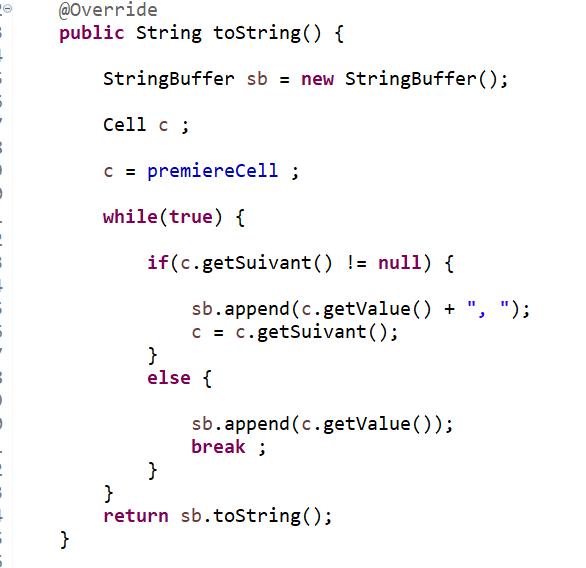 @Override
public String toString() {
StringBuffer sb = new StringBuffer();
Cell c ;
c = premiereCell ;
while(true) {
if(c.getSuivant() != null) {
sb.append(c.getValue() + ", ");
c = c.getSuivant();
}
else {
sb.append(c.getValue());
break ;
}
}
return sb.toString();
}